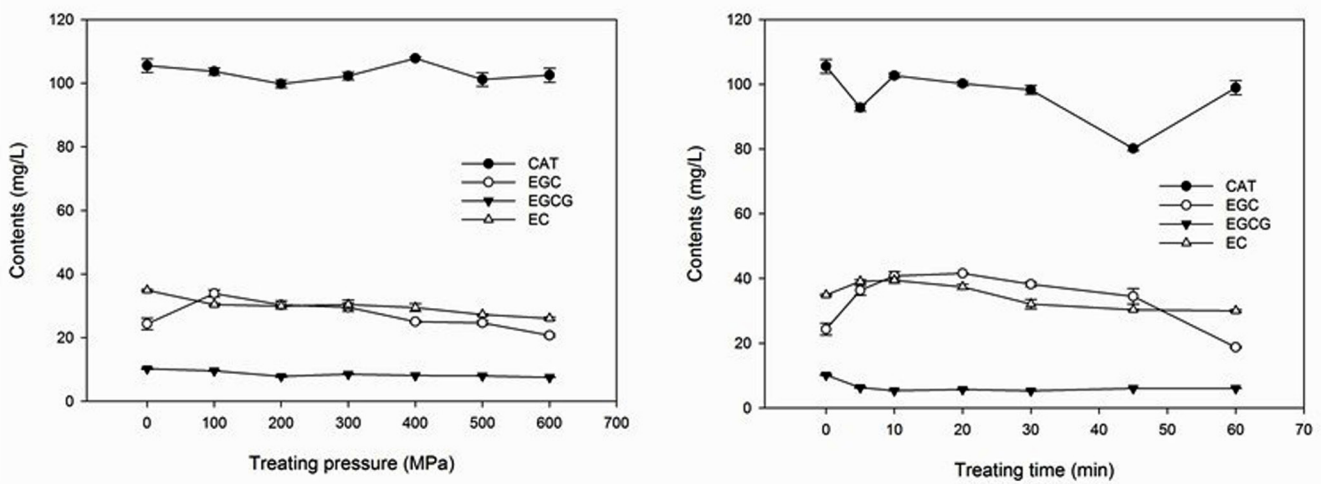 120
100
80
60
40
20
0
Contents (mg/L)
CAT
EGC
EGCG
EC
0 100 200 300 400 500 600 700
Treating pressure (MPa)
120
100
80
60
40
20
0
Contents (mg/L)
CAT
EGC
EGCG
EC
0 10 20 30 40 50 60 70
Treating time (min)